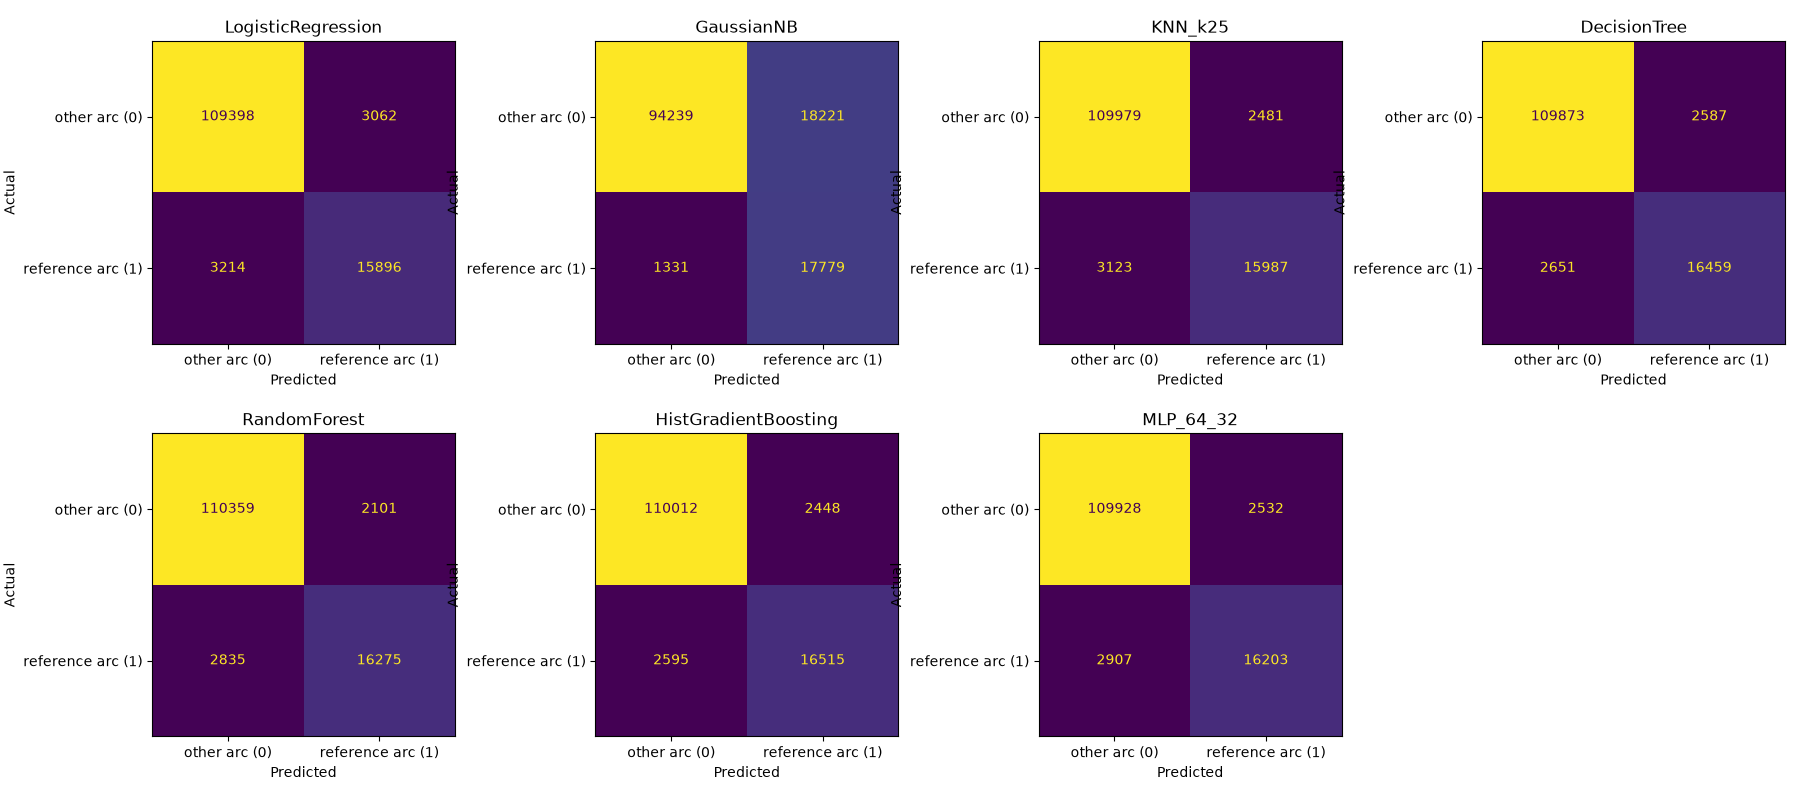 LogisticRegression
GaussianNB
KNN_k25
DecisionTree
other arc (0)
109398
3062
other arc (0)
94239
18221
other arc (0)
109979
2481
other arc (0)
109873
2587
Actual
Actual
Actual
Actual
reference arc (1)
3214
15896
reference arc (1)
1331
17779
reference arc (1)
3123
15987
reference arc (1)
2651
16459
other arc (0)
reference arc (1)
other arc (0)
reference arc (1)
other arc (0)
reference arc (1)
other arc (0)
reference arc (1)
Predicted
Predicted
Predicted
Predicted
RandomForest
HistGradientBoosting
MLP_64_32
other arc (0)
110359
2101
other arc (0)
110012
2448
other arc (0)
109928
2532
Actual
Actual
Actual
reference arc (1)
2835
16275
reference arc (1)
2595
16515
reference arc (1)
2907
16203
other arc (0)
reference arc (1)
other arc (0)
reference arc (1)
other arc (0)
reference arc (1)
Predicted
Predicted
Predicted